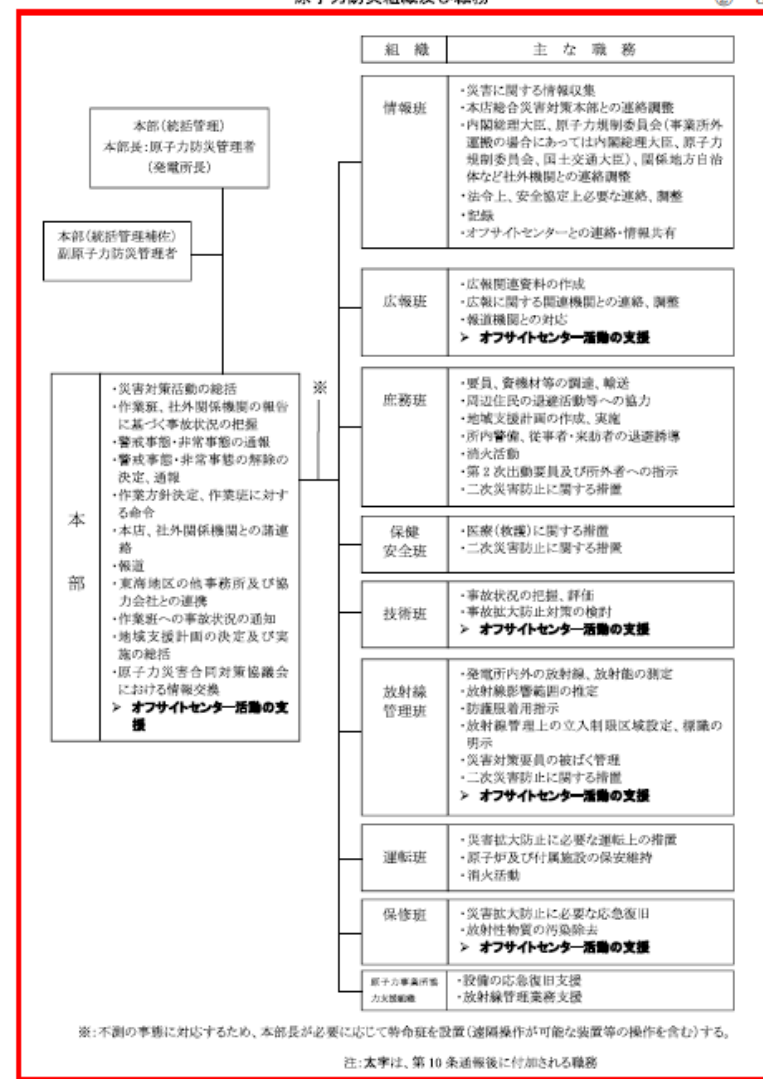 原子力防災組織及び職務
組織 主な職務
本部(統括管理)
本部長:原子力防災管理者
(発電所長)
本部(統括管理補佐)
副原子力防災管理者
本部
・災害対策活動の総括
・作業班、社外関係機関の報告
に基づく事故状況の把握
・警戒事態・非常事態の通報
・警戒事態・非常事態の解除の
決定、通報
・作業方針決定、作業班に対す
る命令
・本店、社外関係機関との諸連
絡
・報道
・東海地区の他事務所及び協
力会社との連携
・作業班への事故状況の通知
・地域支援計画の決定及び実
施の総括
・原子力災害合同対策協議会
における情報交換
➢ オフサイトセンター活動の支
援
※
情報班
・災害に関する情報収集
・本店総合災害対策本部との連絡調整
・内閣総理大臣、原子力規制委員会(事業所外
運搬の場合にあっては内閣総理大臣、原子力
規制委員会、国土交通大臣)、関係地方自治
体など社外機関との連絡調整
・法令上、安全協定上必要な連絡、調整
・記録
・オフサイトセンターとの連絡・情報共有
広報班
・広報関連資料の作成
・広報に関する関連機関との連絡、調整
・報道機関との対応
➢ オフサイトセンター活動の支援
庶務班
・要員、資機材等の調達、輸送
・周辺住民の退避活動等への協力
・地域支援計画の作成、実施
・所内警備、従事者・来訪者の退避誘導
・消火活動
・第2次出動要員及び所外者への指示
・二次災害防止に関する措置
保健
安全班
・医療(救護)に関する措置
・二次災害防止に関する措置
技術班
・事故状況の把握、評価
・事故拡大防止対策の検討
➢ オフサイトセンター活動の支援
放射線
管理班
・発電所内外の放射線、放射能の測定
・放射線影響範囲の推定
・防護服着用指示
・放射線管理上の立入制限区域設定、標識の
明示
・災害対策要員の被ばく管理
・二次災害防止に関する措置
➢ オフサイトセンター活動の支援
運転班
・災害拡大防止に必要な運転上の措置
・原子炉及び付属施設の保安維持
・消火活動
保修班
・災害拡大防止に必要な応急復旧
・放射性物質の汚染除去
➢ オフサイトセンター活動の支援
原子力事業所協
力支援組織
・設備の応急復旧支援
・放射線管理業務支援
※:不測の事態に対応するため、本部長が必要に応じて特命班を設置(遠隔操作が可能な装置等の操作を含む)する。
注:太字は、第10条通報後に付加される職務